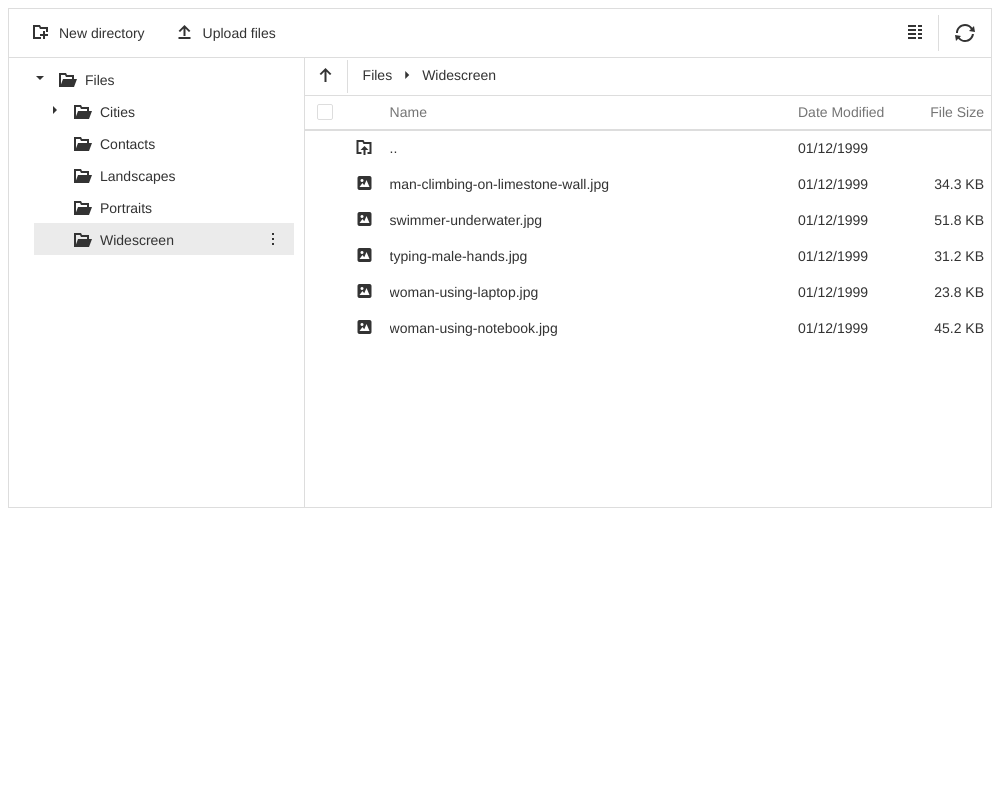 New directory
Upload files
Files
Cities
Contacts
Landscapes
Portraits
Widescreen
Files Widescreen
Name Date Modified File Size
.. 01/12/1999
man-climbing-on-limestone-wall.jpg 01/12/1999 34.3 KB
swimmer-underwater.jpg 01/12/1999 51.8 KB
typing-male-hands.jpg 01/12/1999 31.2 KB
woman-using-laptop.jpg 01/12/1999 23.8 KB
woman-using-notebook.jpg 01/12/1999 45.2 KB